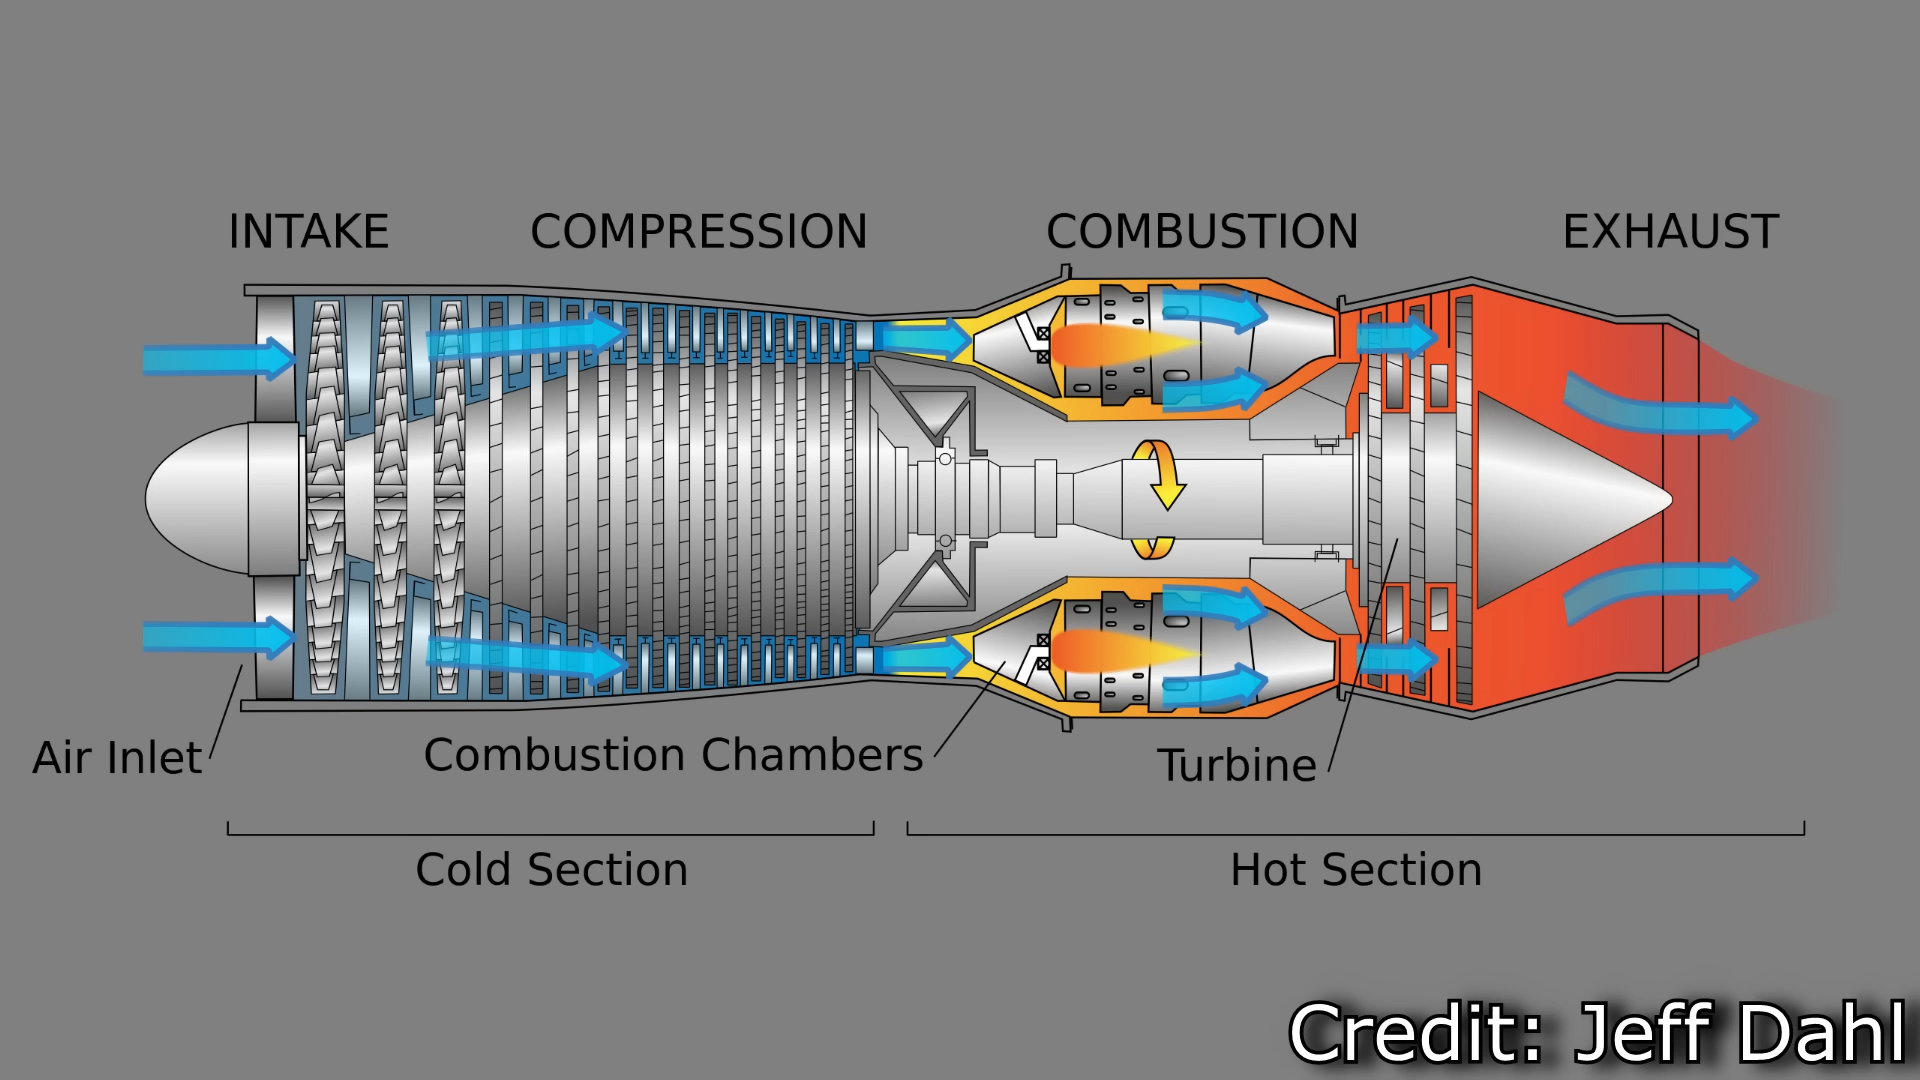 INTAKE
COMPRESSION
COMBUSTION
EXHAUST
Air Inlet
Combustion Chambers
Turbine
Cold Section
Hot Section
Credit: Jeff Dahl